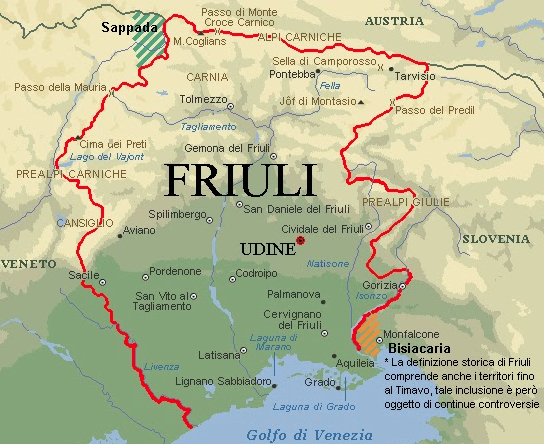 Sappada
Passo di Monte
Croce Carnico
AUSTRIA
M.Coglians
ALPI CARNICHE
Sella di Camporosso
Pontebba
Tarvisio
CARNIA
Passo della Mauria
Fella
Tolmezzo
Jôf di Montasio
Passo del Predil
Tagliamento
Cima dei Preti
Gemona del Friuli
Lago del Vajont
PREALPI CARNICHE
FRIULI
PREALPI GIULIE
San Daniele del Friuli
Spilimbergo
CANSIGLIO
Aviano
Cividale del Friuli
UDINE
SLOVENIA
VENETO
Natisone
Sacile
Pordenone
Codroipo
Gorizia
Isonzo
San Vito al
Tagliamento
Palmanova
Cervignano
del Friuli
Monfalcone
Laguna di
Marano
Bisiacaria
Latisana
Aquileia
Livenza
Lignano Sabbiadoro
Grado
Laguna di Grado
* La definizione storica di Friuli
comprende anche i territori fino
al Timavo, tale inclusione è però
oggetto di continue controversie
Golfo di Venezia